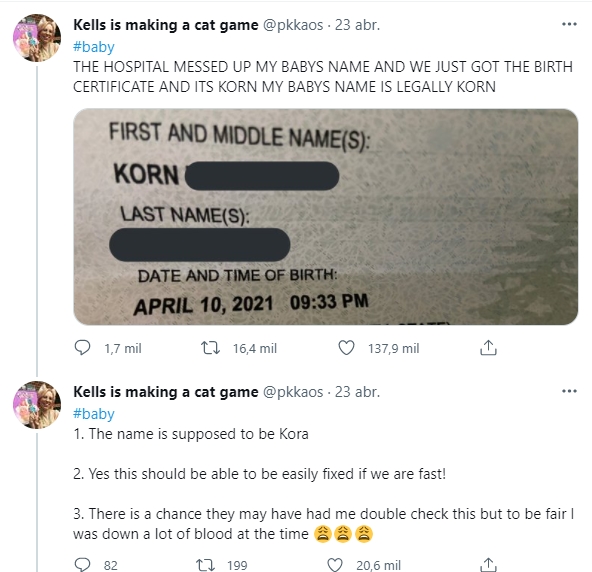 Kells is making a cat game @pkkaos · 23 abr.
#baby
THE HOSPITAL MESSED UP MY BABYS NAME AND WE JUST GOT THE BIRTH
CERTIFICATE AND ITS KORN MY BABYS NAME IS LEGALLY KORN
FIRST AND MIDDLE NAME(S):
KORN
LAST NAME(S):
DATE AND TIME OF BIRTH:
APRIL 10, 2021 09:33 PM
1,7 mil 16,4 mil 137,9 mil
Kells is making a cat game @pkkaos · 23 abr.
#baby
1. The name is supposed to be Kora
2. Yes this should be able to be easily fixed if we are fast!
3. There is a chance they may have had me double check this but to be fair I
was down a lot of blood at the time 😩😩😩
82 199 20,6 mil